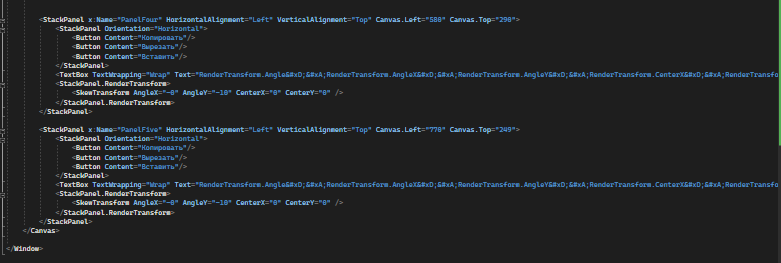 <StackPanel x:Name="PanelFour" HorizontalAlignment="Left" VerticalAlignment="Top" Canvas.Left="580" Canvas.Top="290">
<StackPanel Orientation="Horizontal">
<Button Content="Копировать"/>
<Button Content="Вырезать"/>
<Button Content="Вставить"/>
</StackPanel>
<TextBox TextWrapping="Wrap" Text="RenderTransform.Angle&#xD;&#xA;RenderTransform.AngleX&#xD;&#xA;RenderTransform.AngleY&#xD;&#xA;RenderTransform.CenterX&#xD;&#xA;RenderTransfo
<StackPanel.RenderTransform>
<SkewTransform AngleX="-0" AngleY="-10" CenterX="0" CenterY="0" />
</StackPanel.RenderTransform>
</StackPanel>
<StackPanel x:Name="PanelFive" HorizontalAlignment="Left" VerticalAlignment="Top" Canvas.Left="770" Canvas.Top="249">
<StackPanel Orientation="Horizontal">
<Button Content="Копировать"/>
<Button Content="Вырезать"/>
<Button Content="Вставить"/>
</StackPanel>
<TextBox TextWrapping="Wrap" Text="RenderTransform.Angle&#xD;&#xA;RenderTransform.AngleX&#xD;&#xA;RenderTransform.AngleY&#xD;&#xA;RenderTransform.CenterX&#xD;&#xA;RenderTransfo
<StackPanel.RenderTransform>
<SkewTransform AngleX="-0" AngleY="-10" CenterX="0" CenterY="0" />
</StackPanel.RenderTransform>
</StackPanel>
</Canvas>
</Window>